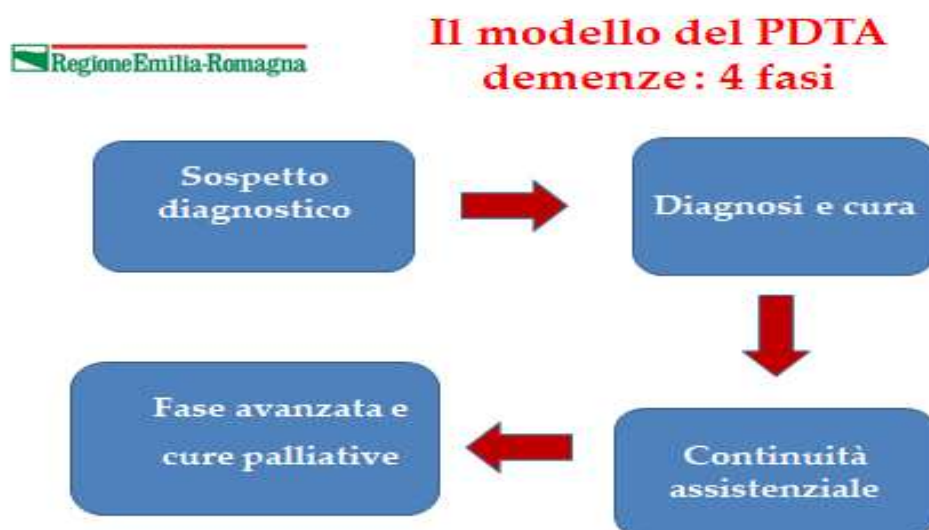 Il modello del PDTA
demenze : 4 fasi
RegioneEmilia-Romagna
Sospetto
diagnostico
Diagnosi e cura
Fase avanzata e
cure palliative
Continuità
assistenziale